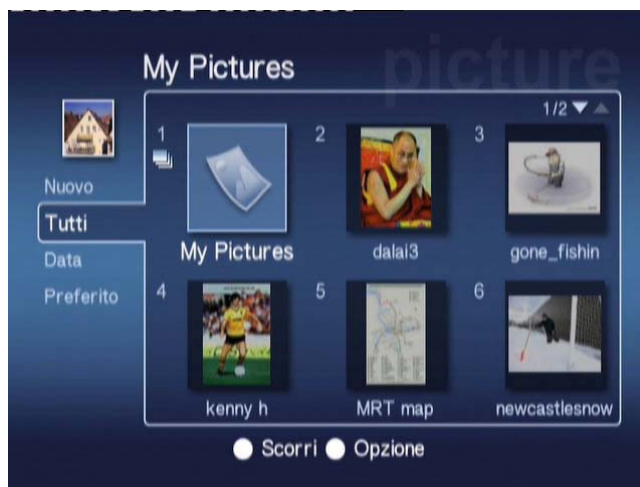 My Pictures
picture
1/2
1
2
3
Nuovo
Tutti
My Pictures
dalai3
gone_fishin
Data
Preferito
4
5
6
kenny h
MRT map
newcastlesnow
Scorri
Opzione